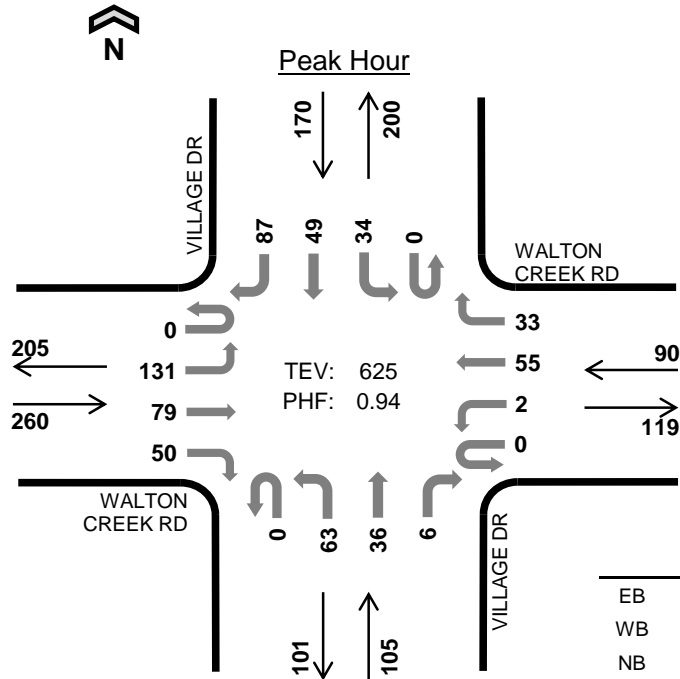 N
Peak Hour
170
200
VILLAGE DR
87
49
34
0
WALTON
CREEK RD
0
33
205
131
TEV: 625
55
90
260
79
PHF: 0.94
2
119
50
0
WALTON
CREEK RD
0
63
36
6
VILLAGE DR
101
105
EB
WB
NB